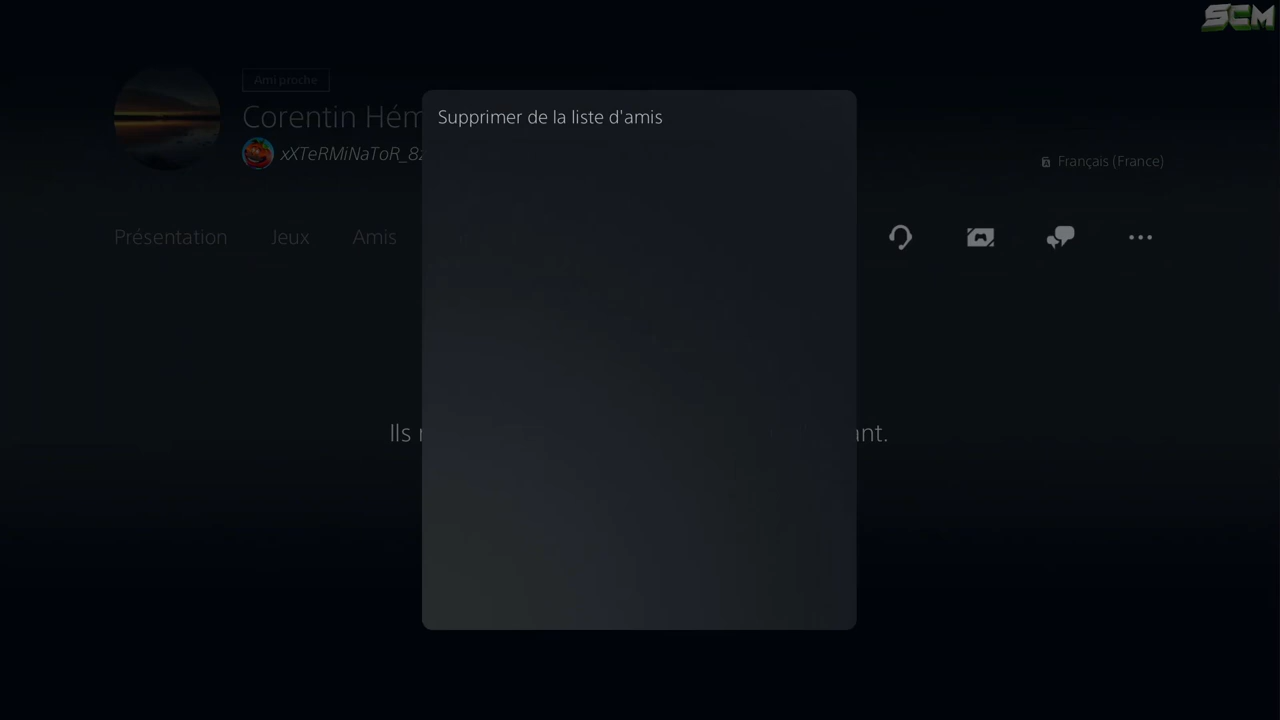 SCM
Ami proche
Corentin Hém
Supprimer de la liste d'amis
xXTeRMiNaToR_8
Français (France)
Présentation
Jeux
Amis
Ils
ant.